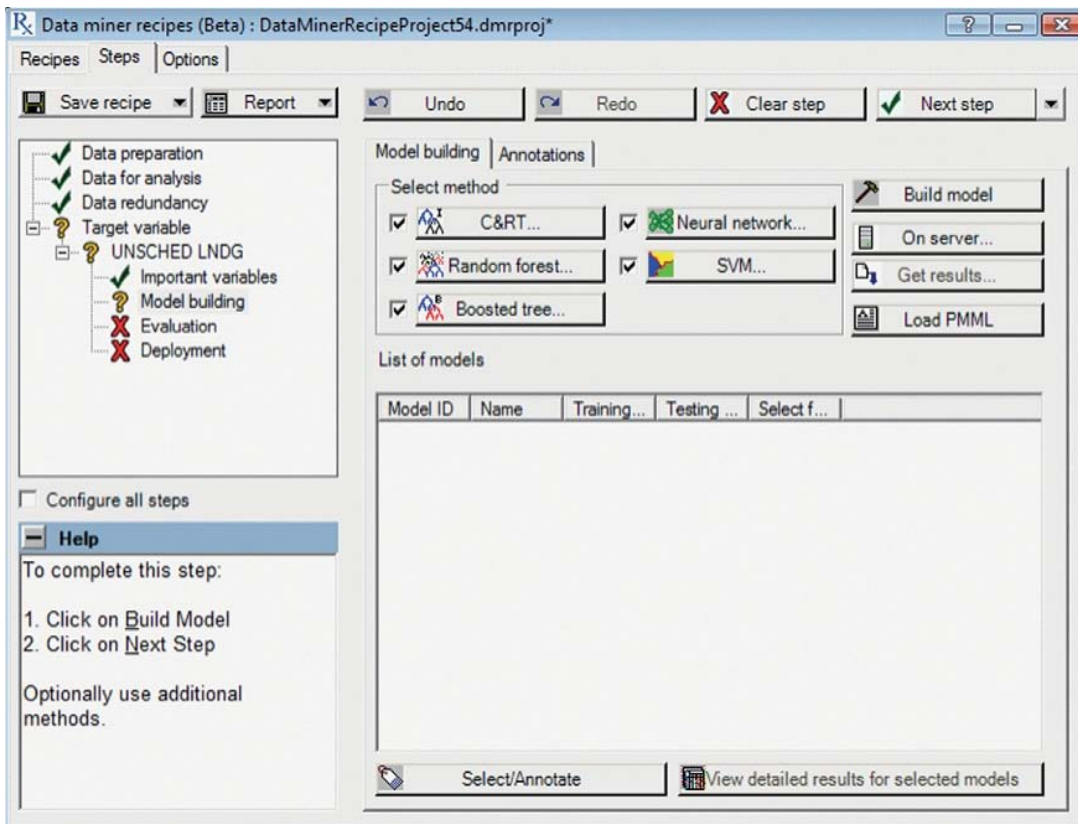 Rx Data miner recipes (Beta) : DataMinerRecipeProject54.dmrproj*
Recipes Steps Options
Save recipe Report Undo Redo Clear step Next step
Data preparation
Data for analysis
Data redundancy
Target variable
UNSCHED LNDG
Important variables
Model building
Evaluation
Deployment
Configure all steps
Help
To complete this step:
1. Click on Build Model
2. Click on Next Step
Optionally use additional
methods.
Model building Annotations
Select method
C&RT... Neural network...
Random forest... SVM...
Boosted tree...
Build model
On server...
Get results...
Load PMML
List of models
Model ID Name Training... Testing ... Select f...
Select/Annotate View detailed results for selected models